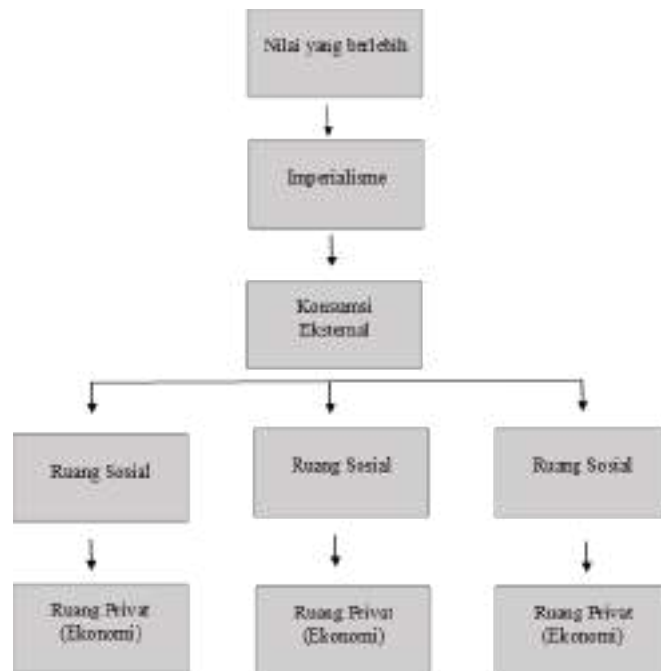 Nilai yang berlebih
Imperialisme
Konsumsi
Eksternal
Ruang Sosial
Ruang Sosial
Ruang Sosial
Ruang Privat
(Ekonomi)
Ruang Privat
(Ekonomi)
Ruang Privat
(Ekonomi)